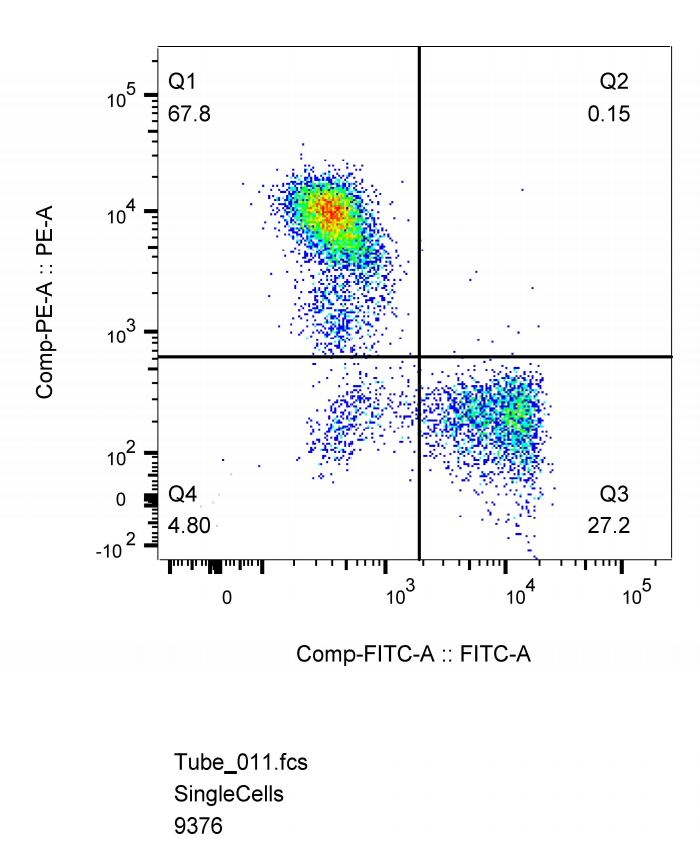 Q1
67.8
Q2
0.15
Q4
4.80
Q3
27.2
10^5
10^4
10^3
10^2
0
-10^2
Comp-PE-A :: PE-A
0
10^3
10^4
10^5
Comp-FITC-A :: FITC-A
Tube_011.fcs
SingleCells
9376